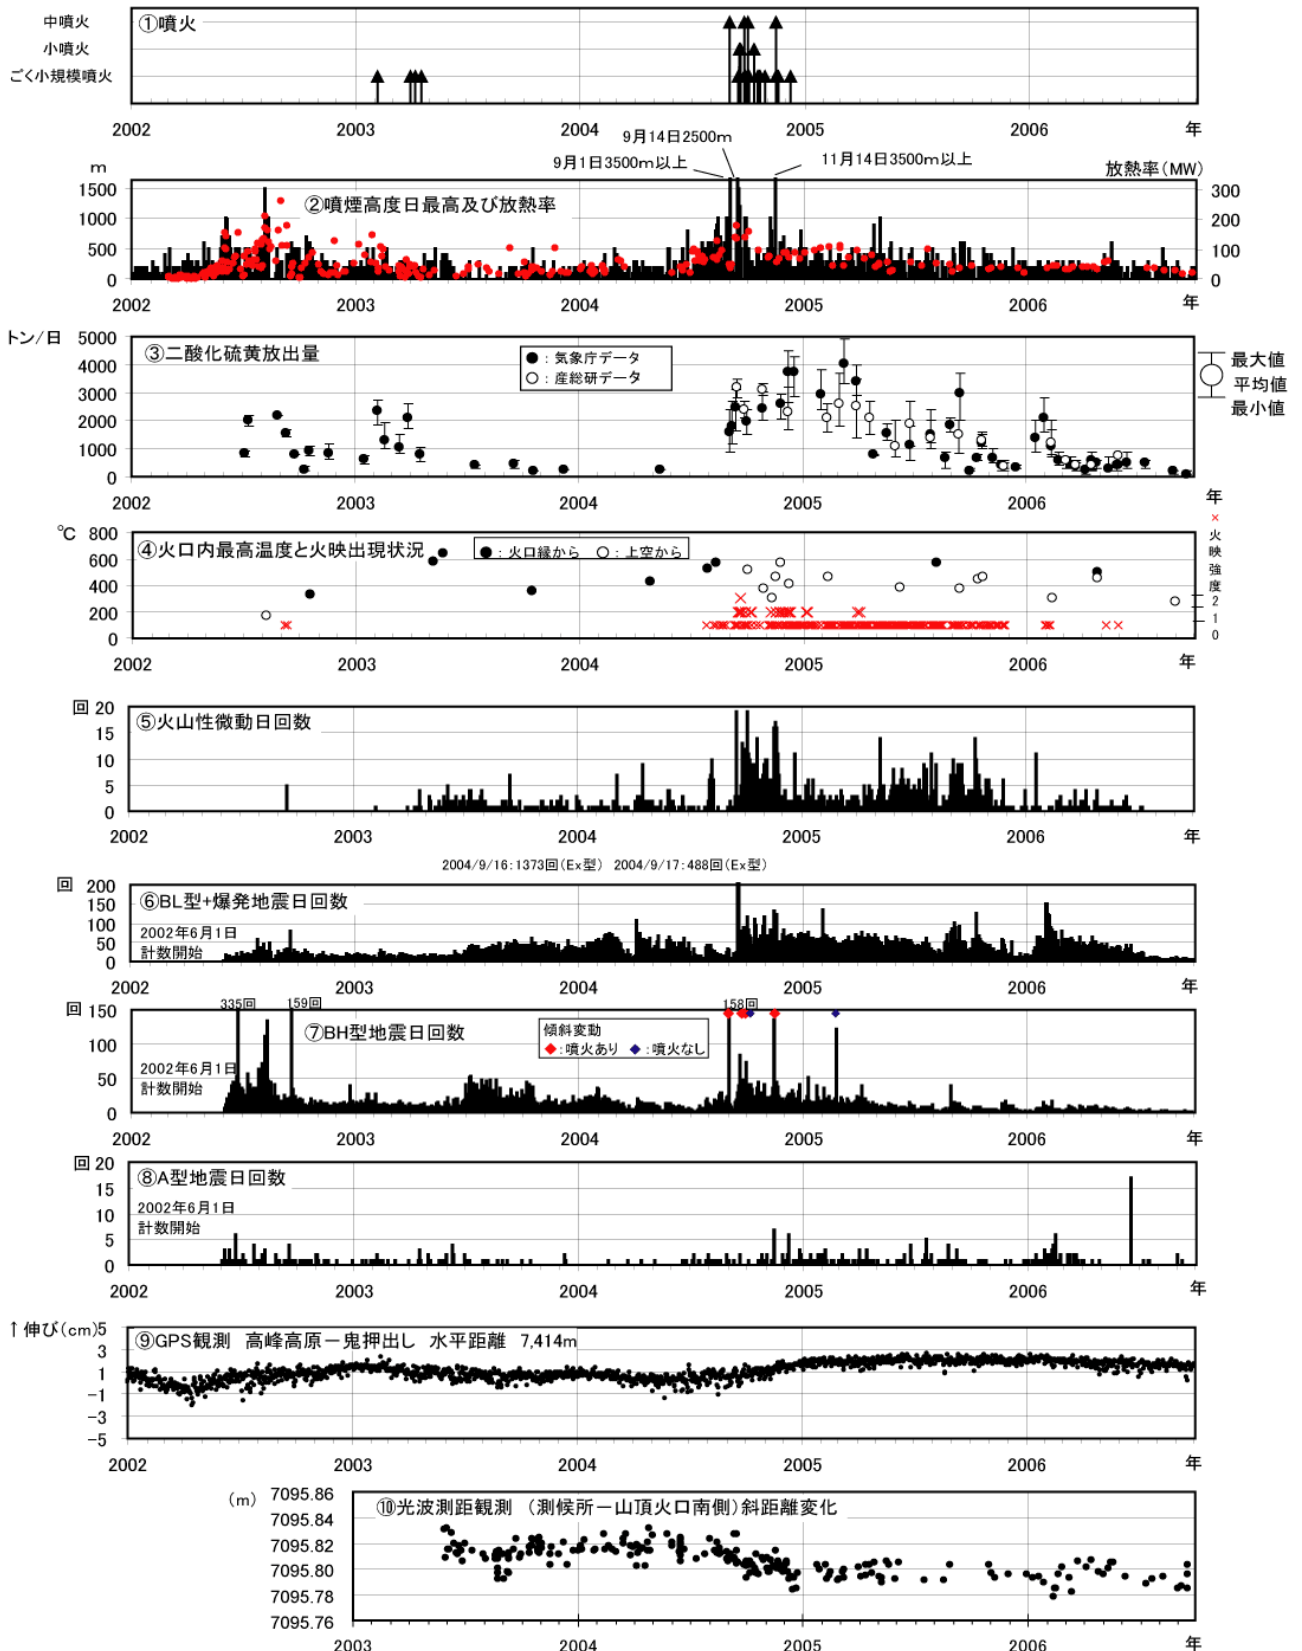 ①噴火
中噴火
小噴火
ごく小規模噴火
2002 2003 2004 2005 2006 年
9月14日2500m
9月1日3500m以上 11月14日3500m以上
m 放熱率(MW)
②噴煙高度日最高及び放熱率
1500 300
1000 200
500 100
0 0
2002 2003 2004 2005 2006 年
トン/日
③二酸化硫黄放出量
●：気象庁データ
○：産総研データ
最大値
平均値
最小値
5000
4000
3000
2000
1000
0
2002 2003 2004 2005 2006 年
℃
④火口内最高温度と火映出現状況
●：火口縁から ○：上空から
×火映強度
2
1
0
800
600
400
200
0
2002 2003 2004 2005 2006 年
回
⑤火山性微動日回数
20
15
10
5
0
2002 2003 2004 2005 2006 年
2004/9/16:1373回(Ex型) 2004/9/17:488回(Ex型)
回
⑥BL型+爆発地震日回数
2002年6月1日
計数開始
200
150
100
50
0
2002 2003 2004 2005 2006 年
335回 159回 158回
回
⑦BH型地震日回数
傾斜変動
◆:噴火あり ◆:噴火なし
2002年6月1日
計数開始
150
100
50
0
2002 2003 2004 2005 2006 年
回
⑧A型地震日回数
2002年6月1日
計数開始
20
15
10
5
0
2002 2003 2004 2005 2006 年
↑伸び(cm)
⑨GPS観測 高峰高原－鬼押出し 水平距離 7,414m
5
3
1
-1
-3
-5
2002 2003 2004 2005 2006 年
(m)
⑩光波測距観測 (測候所－山頂火口南側)斜距離変化
7095.86
7095.84
7095.82
7095.80
7095.78
7095.76
2003 2004 2005 2006 年